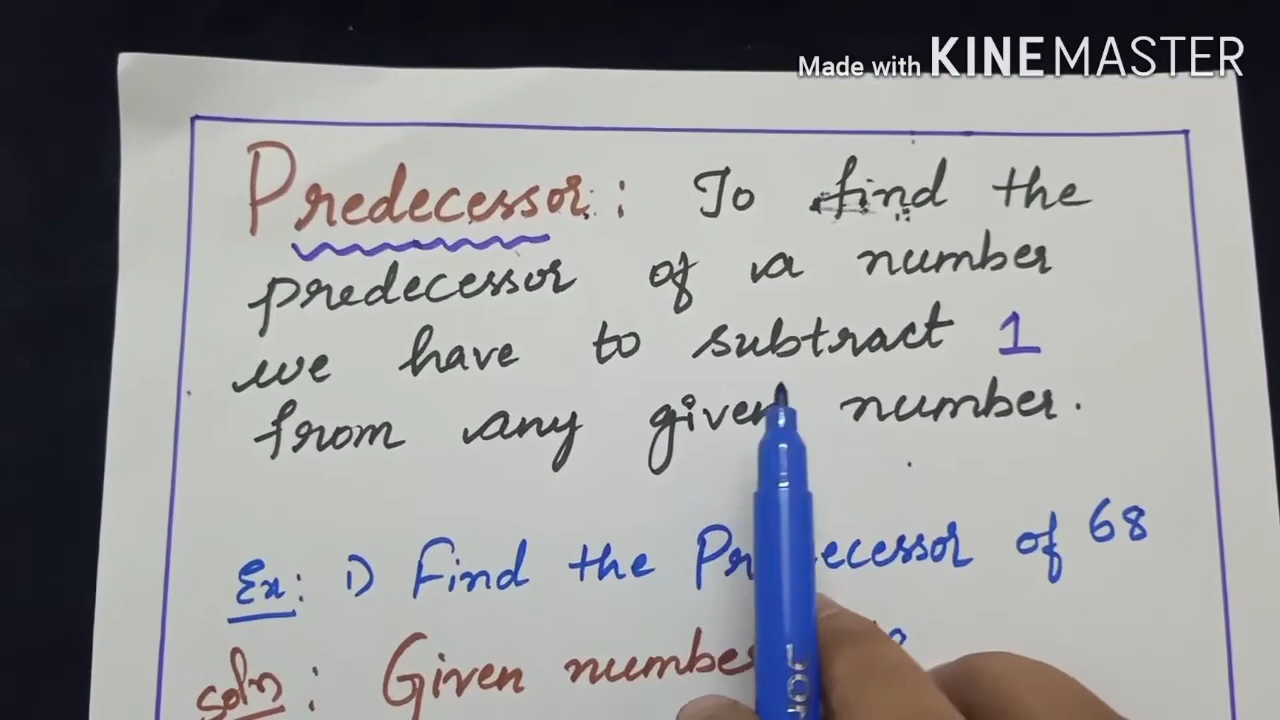 Made with KINEMASTER
Predecessor: To find the
predecessor of a number
we have to subtract 1
from any given number.
Ex: 1) Find the Predecessor of 68
Soln: Given number